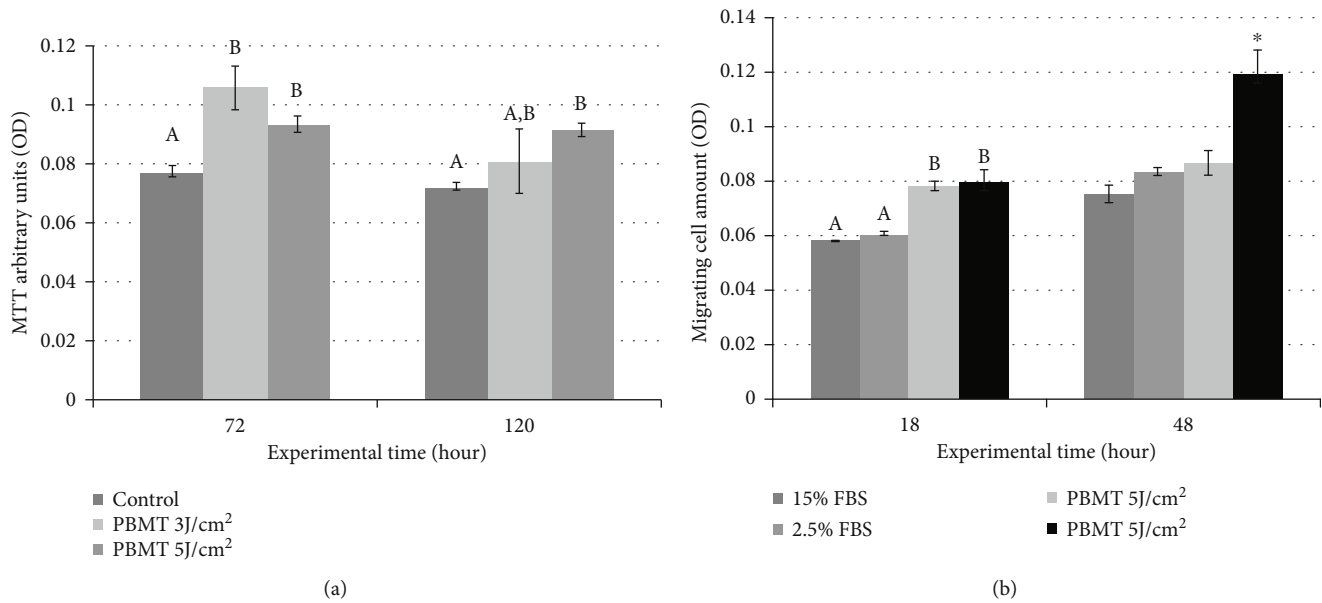 MTT arbitrary units (OD)
0.12
0.1
0.08
0.06
0.04
0.02
0
A
B
B
A
A,B
B
72
120
Experimental time (hour)
Control
PBMT 3J/cm²
PBMT 5J/cm²
(a)
Migrating cell amount (OD)
0.14
0.12
0.1
0.08
0.06
0.04
0.02
0
A
A
B
B
*
18
48
Experimental time (hour)
15% FBS
2.5% FBS
PBMT 5J/cm²
PBMT 5J/cm²
(b)